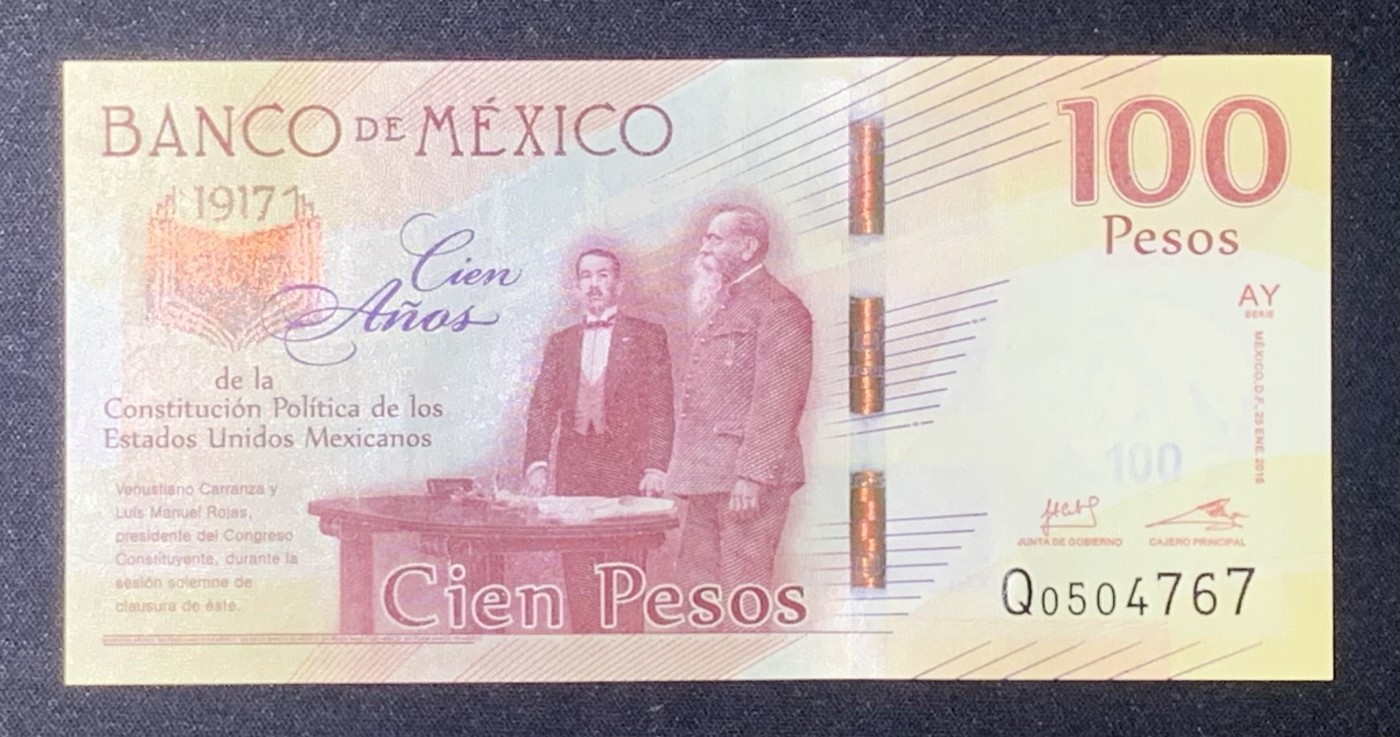 BANCO DE MÉXICO
1917
Cien
Años
de la
Constitución Política de los
Estados Unidos Mexicanos
Venustiano Carranza y
Luis Manuel Rojas,
presidente del Congreso
Constituyente, durante la
sesión solemne de
clausura de éste.
Cien Pesos
100
Pesos
AY
SERIE
MÉXICO, D.F., 25 ENE. 2016
100
JUNTA DE GOBIERNO
CAJERO PRINCIPAL
Q0504767